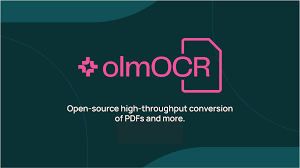 olmOCR
Open-source high-throughput conversion
of PDFs and more.